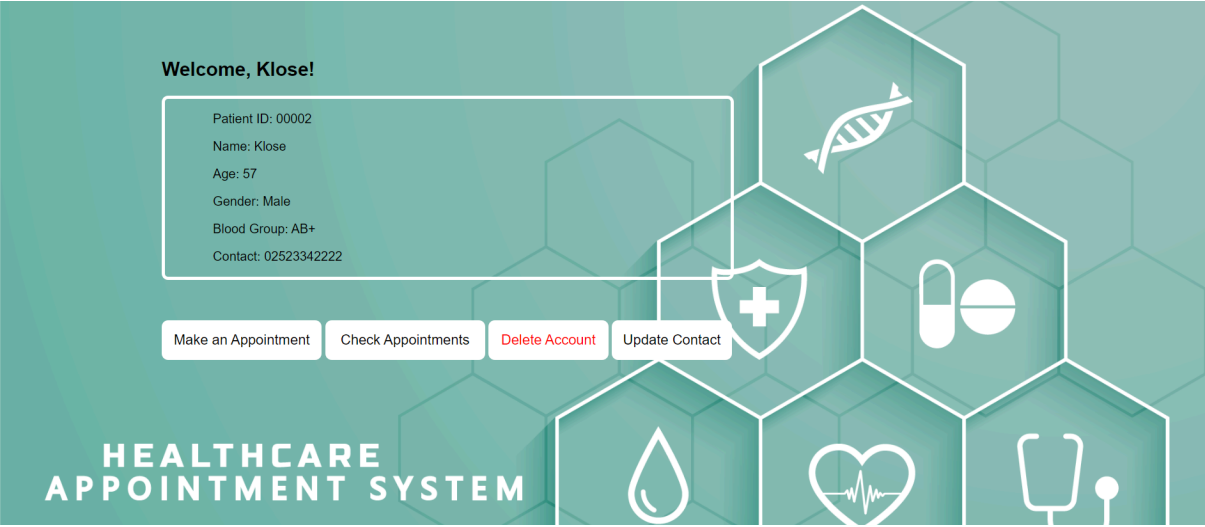 Welcome, Klose!
Patient ID: 00002
Name: Klose
Age: 57
Gender: Male
Blood Group: AB+
Contact: 02523342222
Make an Appointment Check Appointments Delete Account Update Contact
HEALTHCARE
APPOINTMENT SYSTEM